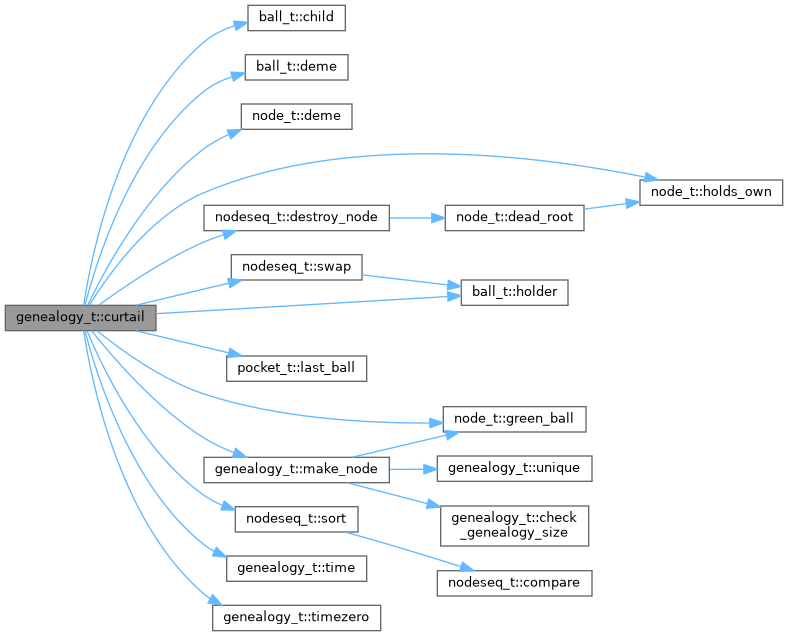 ball_t::child
ball_t::deme
node_t::deme
node_t::holds_own
nodeseq_t::destroy_node
node_t::dead_root
nodeseq_t::swap
ball_t::holder
genealogy_t::curtail
pocket_t::last_ball
node_t::green_ball
genealogy_t::make_node
genealogy_t::unique
nodeseq_t::sort
genealogy_t::check
_genealogy_size
genealogy_t::time
nodeseq_t::compare
genealogy_t::timezero